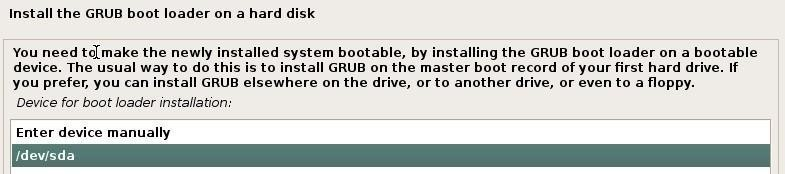 Install the GRUB boot loader on a hard disk
You need to make the newly installed system bootable, by installing the GRUB boot loader on a bootable
device. The usual way to do this is to install GRUB on the master boot record of your first hard drive. If
you prefer, you can install GRUB elsewhere on the drive, or to another drive, or even to a floppy.
Device for boot loader installation:
Enter device manually
/dev/sda